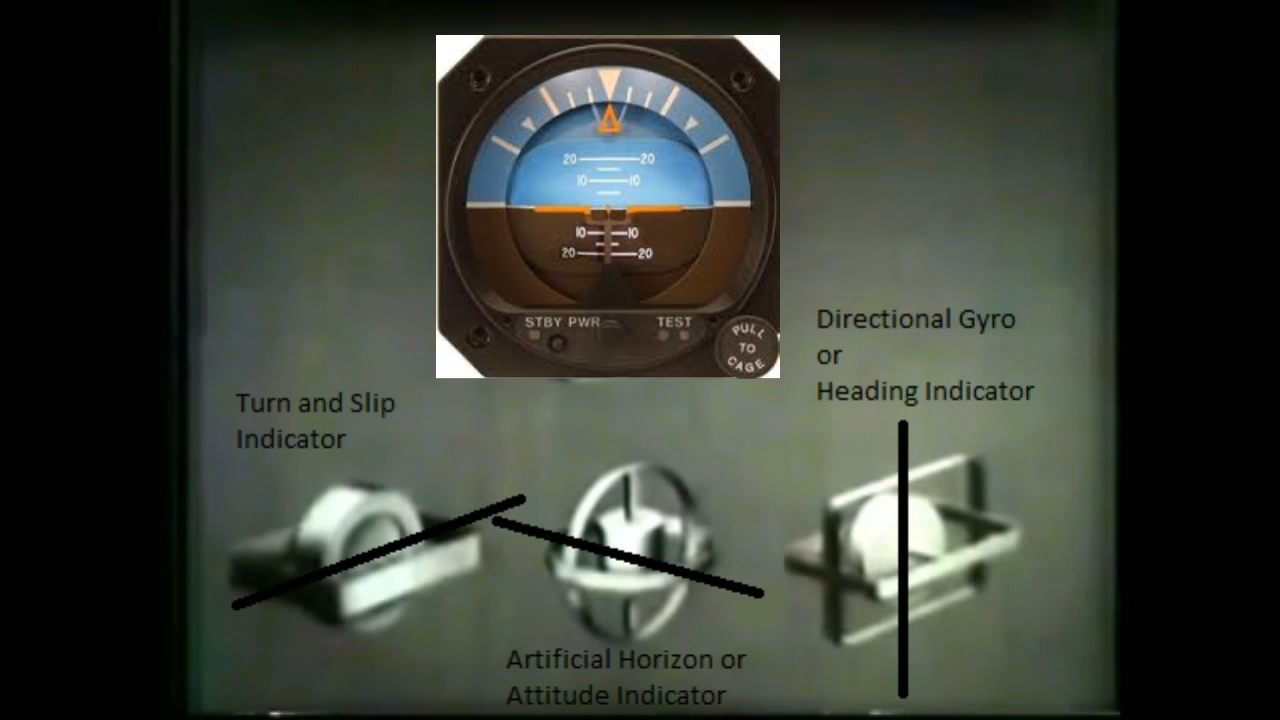 20 20
10 10
10 10
20 20
STBY PWR TEST
PULL
TO
CAGE
Directional Gyro
or
Heading Indicator
Turn and Slip
Indicator
Artificial Horizon or
Attitude Indicator